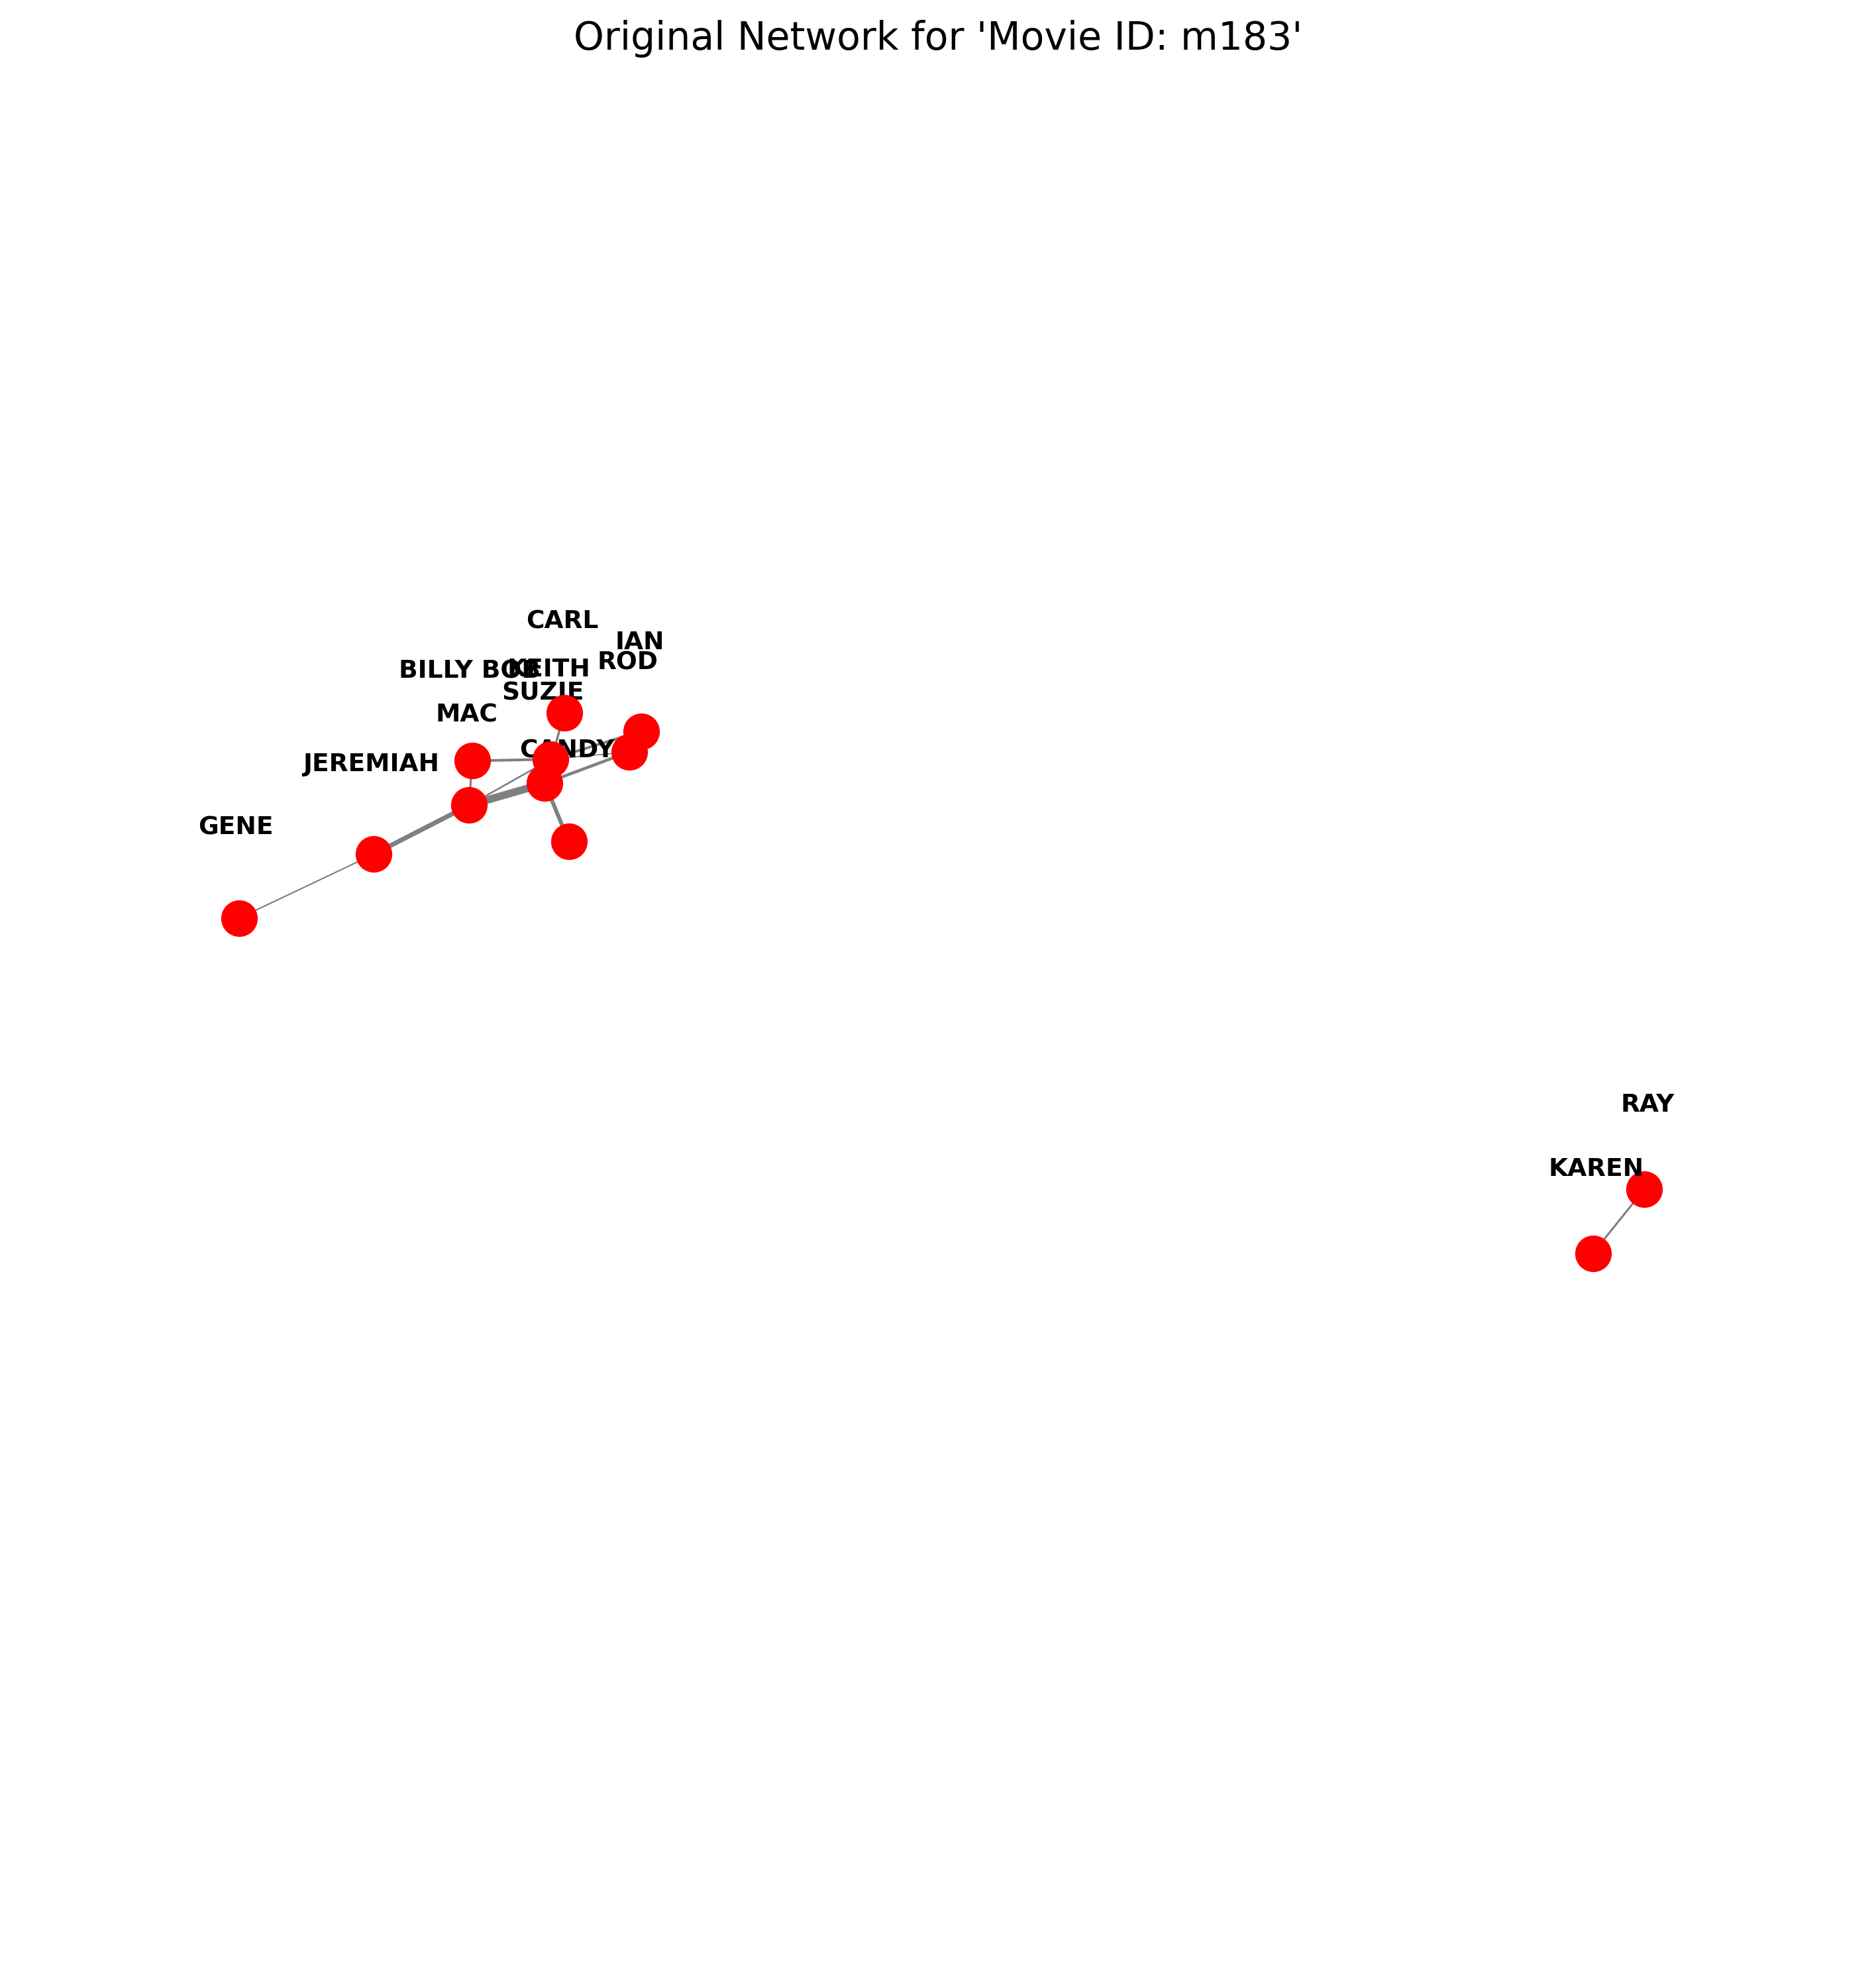 Original Network for 'Movie ID: m183'
CARL
IAN
ROD
BILLY BOB
KEITH
SUZIE
MAC
CANDY
JEREMIAH
GENE
RAY
KAREN